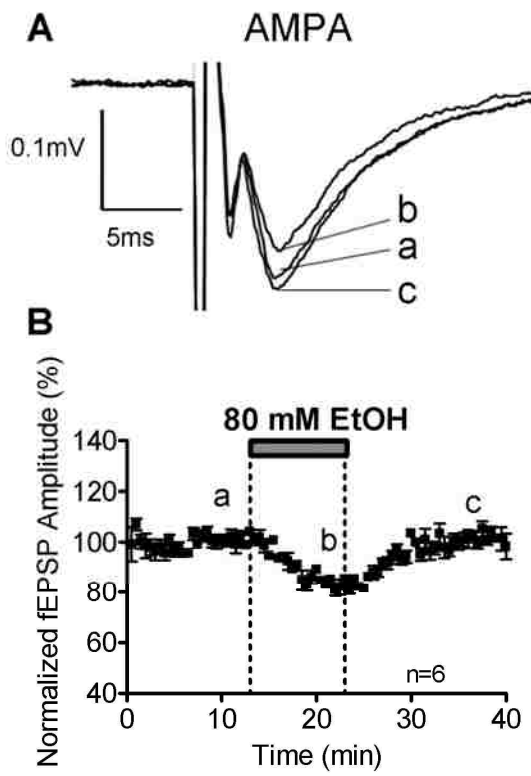 A AMPA
0.1mV
5ms
b
a
c
B
80 mM EtOH
Normalized fEPSP Amplitude (%)
140
120
100
80
60
40
a
b
c
n=6
0 10 20 30 40
Time (min)